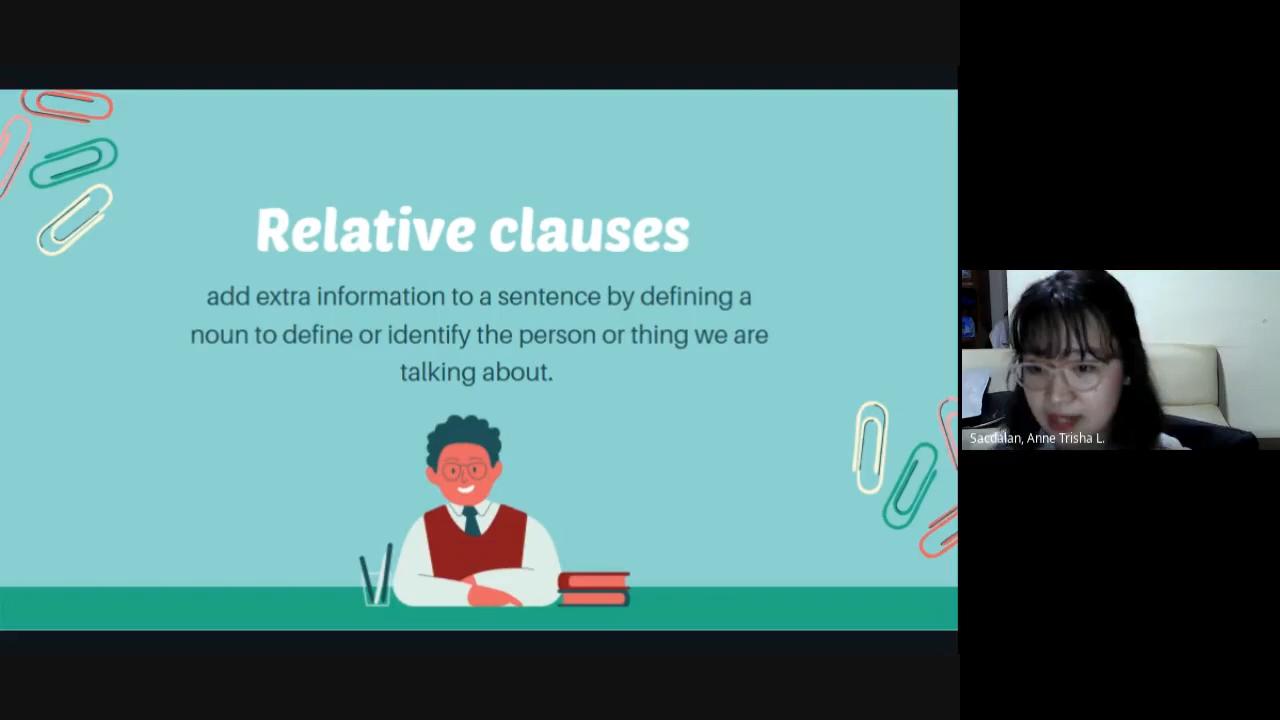 Relative clauses
add extra information to a sentence by defining a
noun to define or identify the person or thing we are
talking about.
Sacdalan, Anne Trisha L.